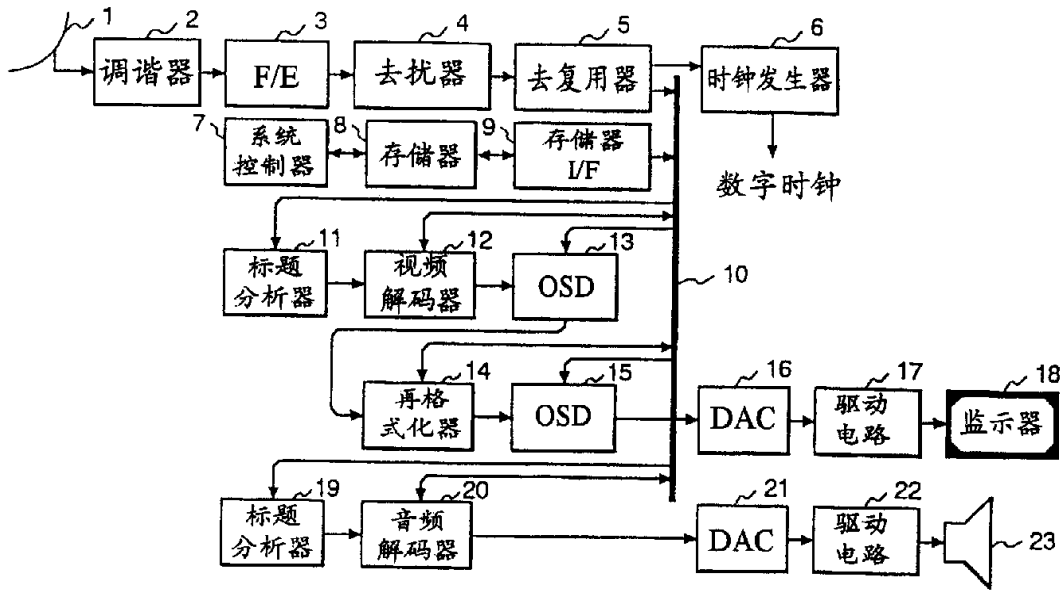 1
2
3
4
5
6
调谐器
F/E
去扰器
去复用器
时钟发生器
7
8
9
系统
控制器
存储器
存储器
I/F
数字时钟
11
12
13
10
标题
分析器
视频
解码器
OSD
14
15
16
17
18
再格
式化器
OSD
DAC
驱动
电路
监示器
19
20
21
22
标题
分析器
音频
解码器
DAC
驱动
电路
23